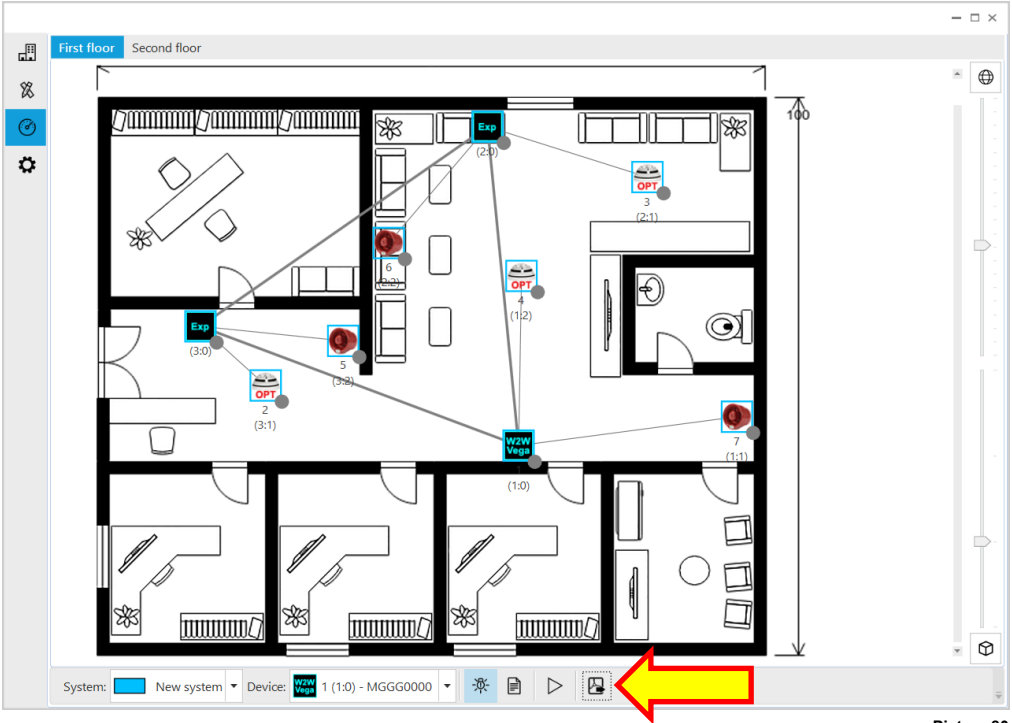 First floor Second floor
100
Exp
(2:0)
OPT
3
(2:1)
6
(2:2)
OPT
4
(1:2)
Exp
(3:0)
5
(3:2)
OPT
2
(3:1)
W2W
Vega
7
(1:1)
(1:0)
System: New system Device: W2W Vega 1 (1:0) - MGGG0000